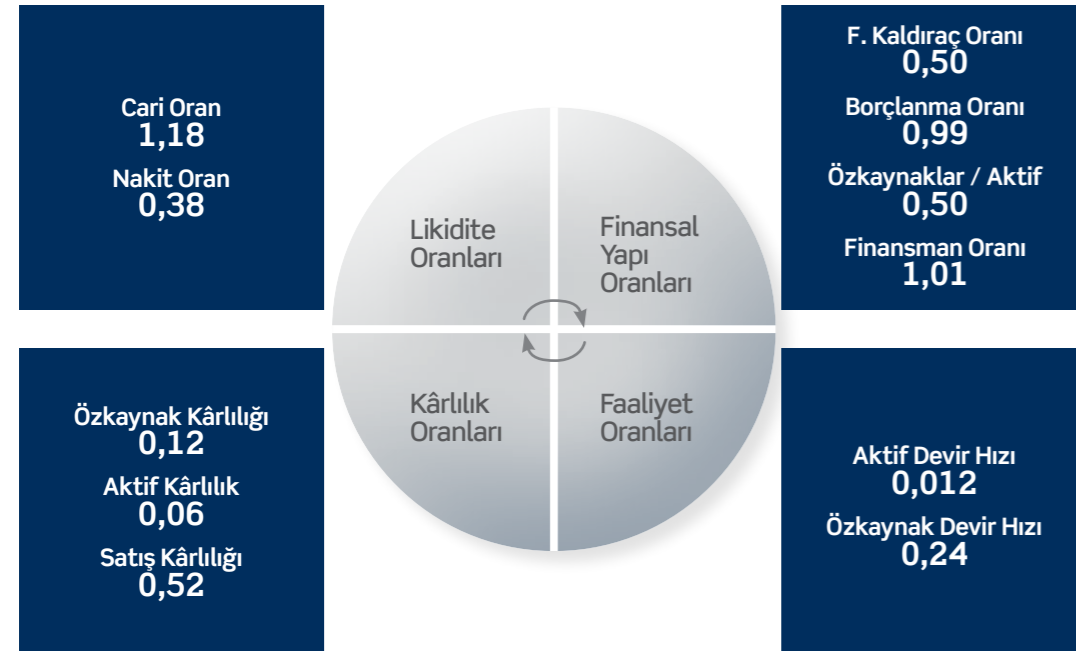 Cari Oran
1,18
Nakit Oran
0,38
F. Kaldıraç Oranı
0,50
Borçlanma Oranı
0,99
Özkaynaklar / Aktif
0,50
Finansman Oranı
1,01
Likidite
Oranları
Finansal
Yapı
Oranları
Kârlılık
Oranları
Faaliyet
Oranları
Özkaynak Kârlılığı
0,12
Aktif Kârlılık
0,06
Satış Kârlılığı
0,52
Aktif Devir Hızı
0,012
Özkaynak Devir Hızı
0,24